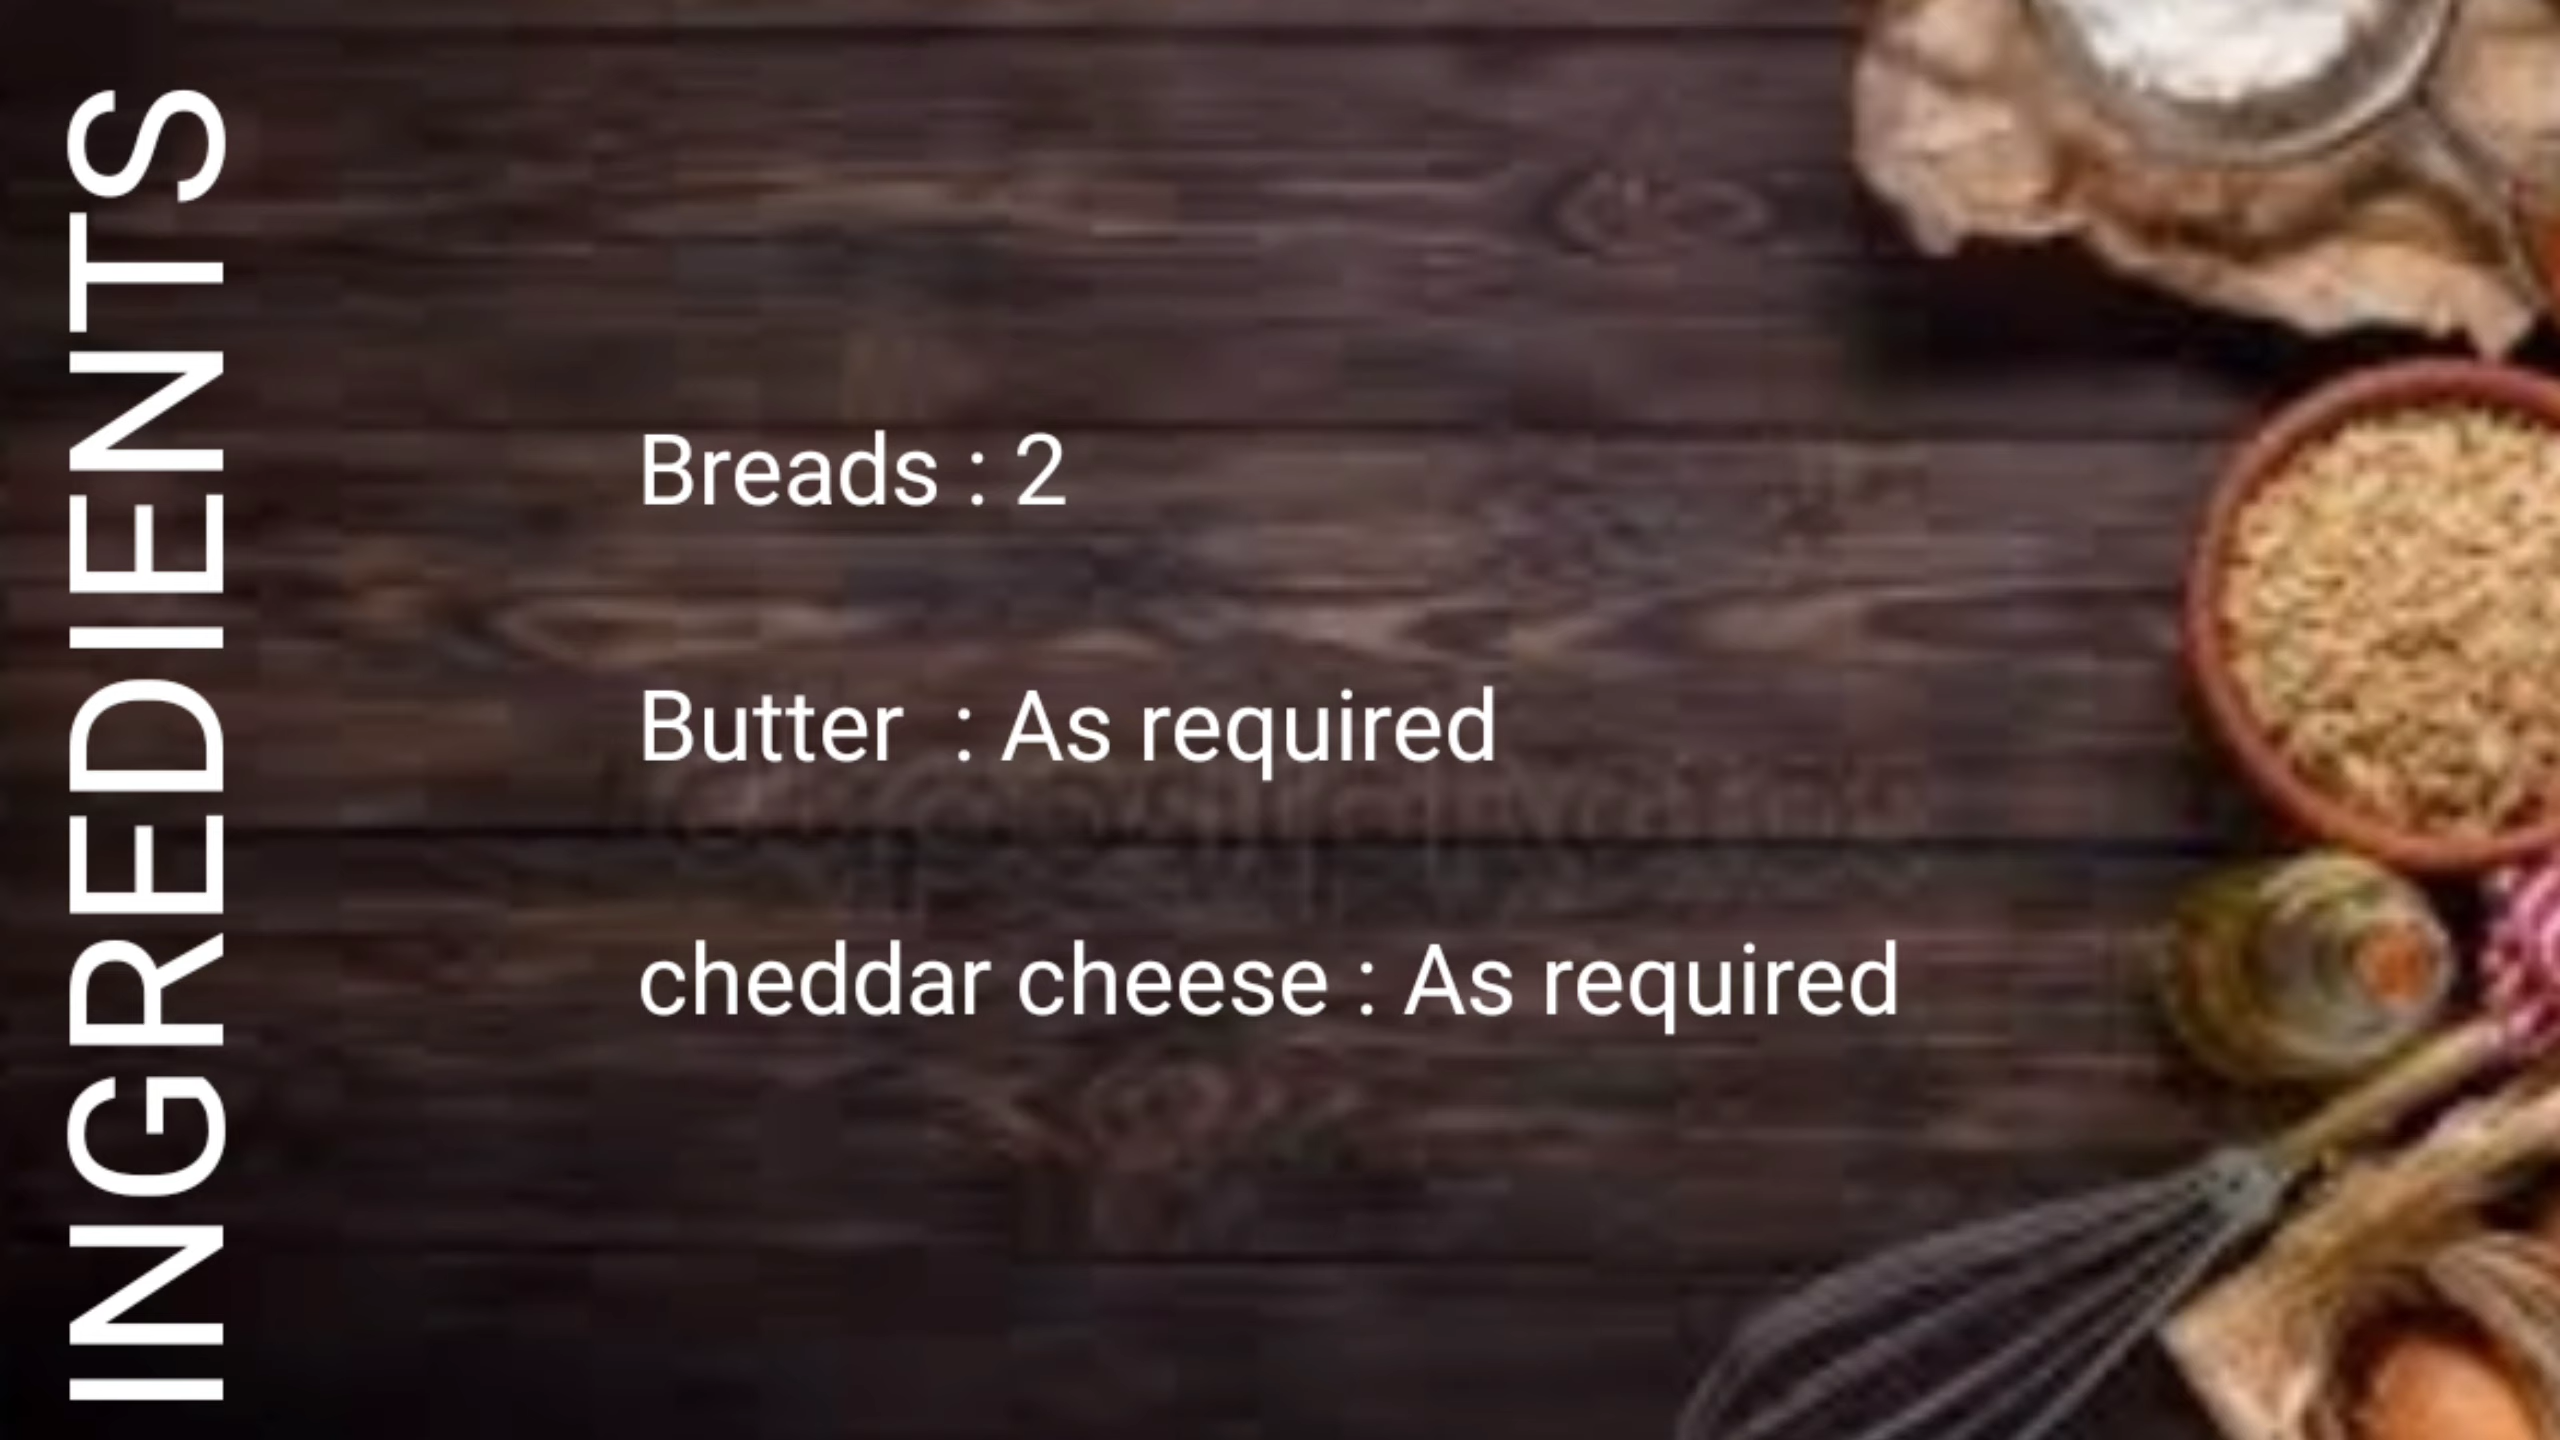 INGREDIENTS
Breads : 2
Butter  : As required
cheddar cheese : As required